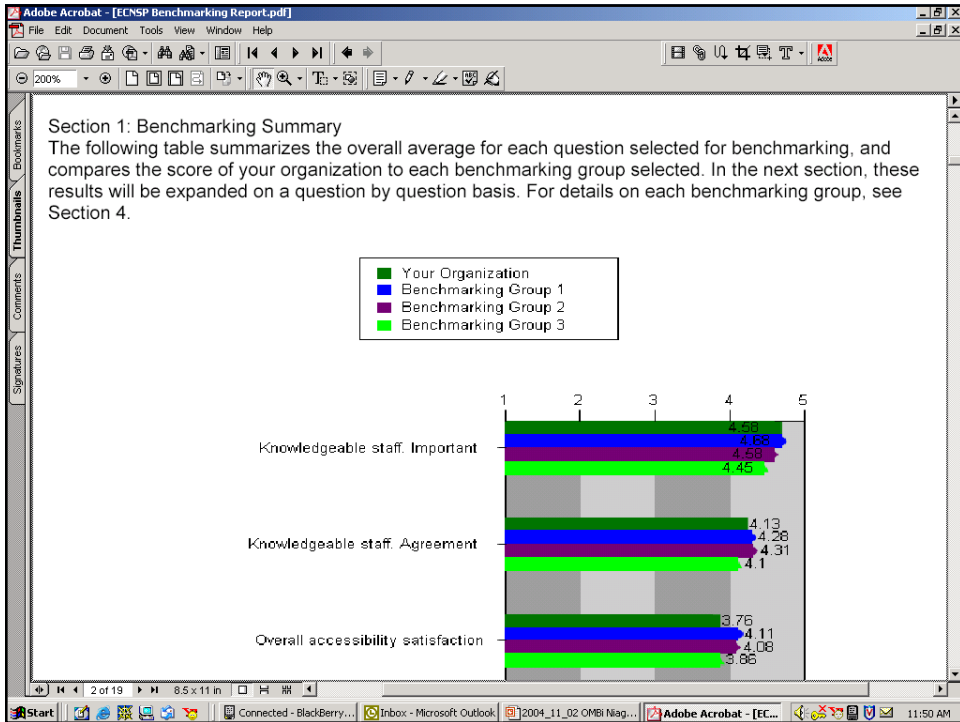 Adobe Acrobat - [ECNSP Benchmarking Report.pdf]
File Edit Document Tools View Window Help
200%
Bookmarks
Thumbnails
Comments
Signatures
Section 1: Benchmarking Summary
The following table summarizes the overall average for each question selected for benchmarking, and
compares the score of your organization to each benchmarking group selected. In the next section, these
results will be expanded on a question by question basis. For details on each benchmarking group, see
Section 4.
Your Organization
Benchmarking Group 1
Benchmarking Group 2
Benchmarking Group 3
1 2 3 4 5
Knowledgeable staff. Important
4.58
4.68
4.58
4.45
Knowledgeable staff. Agreement
4.13
4.28
4.31
4.1
Overall accessibility satisfaction
3.76
4.11
4.08
3.86
2 of 19 8.5 x 11 in
Start Connected - BlackBerry... Inbox - Microsoft Outlook 2004_11_02 OMBi Niag... Adobe Acrobat - [EC... 11:50 AM